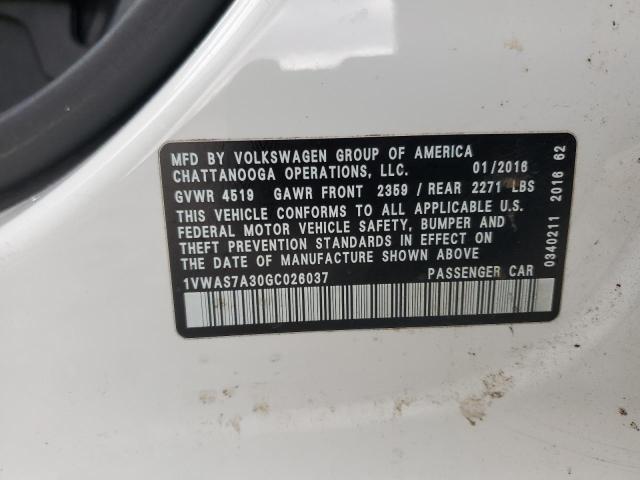 MFD BY VOLKSWAGEN GROUP OF AMERICA
CHATTANOOGA OPERATIONS, LLC. 01/2016
GVWR 4519 GAWR FRONT 2359 / REAR 2271 LBS
THIS VEHICLE CONFORMS TO ALL APPLICABLE U.S.
FEDERAL MOTOR VEHICLE SAFETY, BUMPER AND
THEFT PREVENTION STANDARDS IN EFFECT ON
THE DATE OF MANUFACTURE SHOWN ABOVE
1VWAS7A30GC026037 PASSENGER CAR
0340211 2016 62